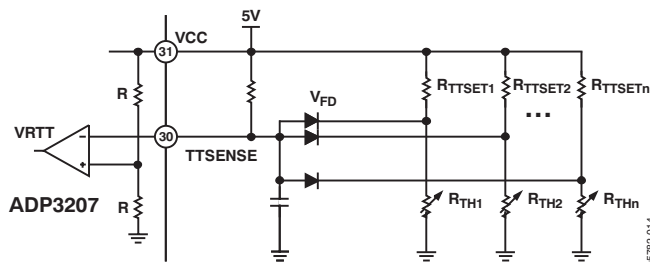 5V
31
VCC
R
RTTSET1
RTTSET2
RTTSETn
VFD
...
VRTT
−
30
TTSENSE
+
ADP3207
R
RTH1
RTH2
RTHn